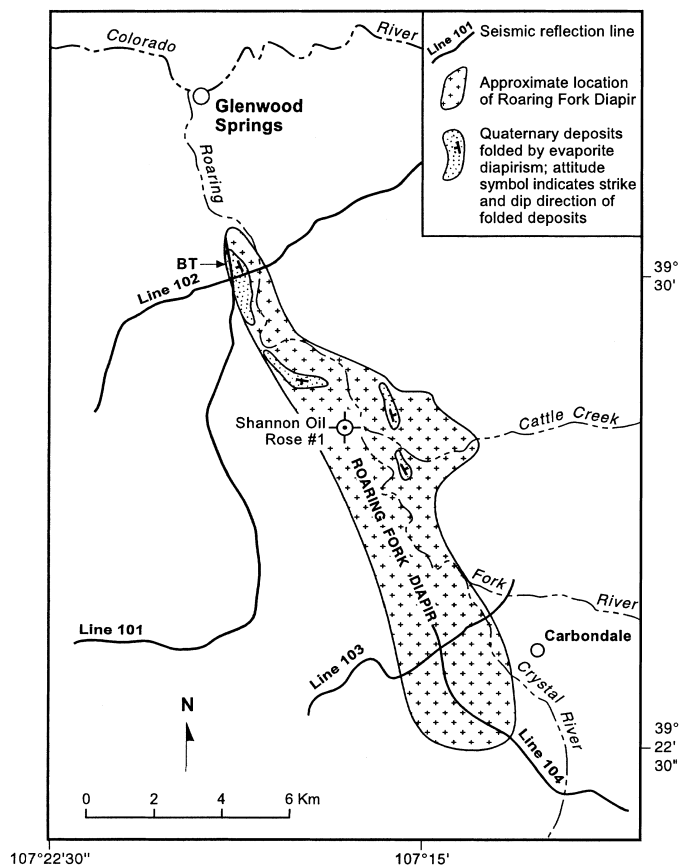 Colorado
River
Line 101
Seismic reflection line
Approximate location
of Roaring Fork Diapir
Quaternary deposits
folded by evaporite
diapirism; attitude
symbol indicates strike
and dip direction of
folded deposits
Glenwood
Springs
Roaring
BT
Line 102
39°
30'
Shannon Oil
Rose #1
Cattle Creek
ROARING FORK DIAPIR
Fork
River
Line 101
Carbondale
Line 103
Crystal River
N
Line 104
39°
22'
30"
0 2 4 6 Km
107°22'30" 107°15'